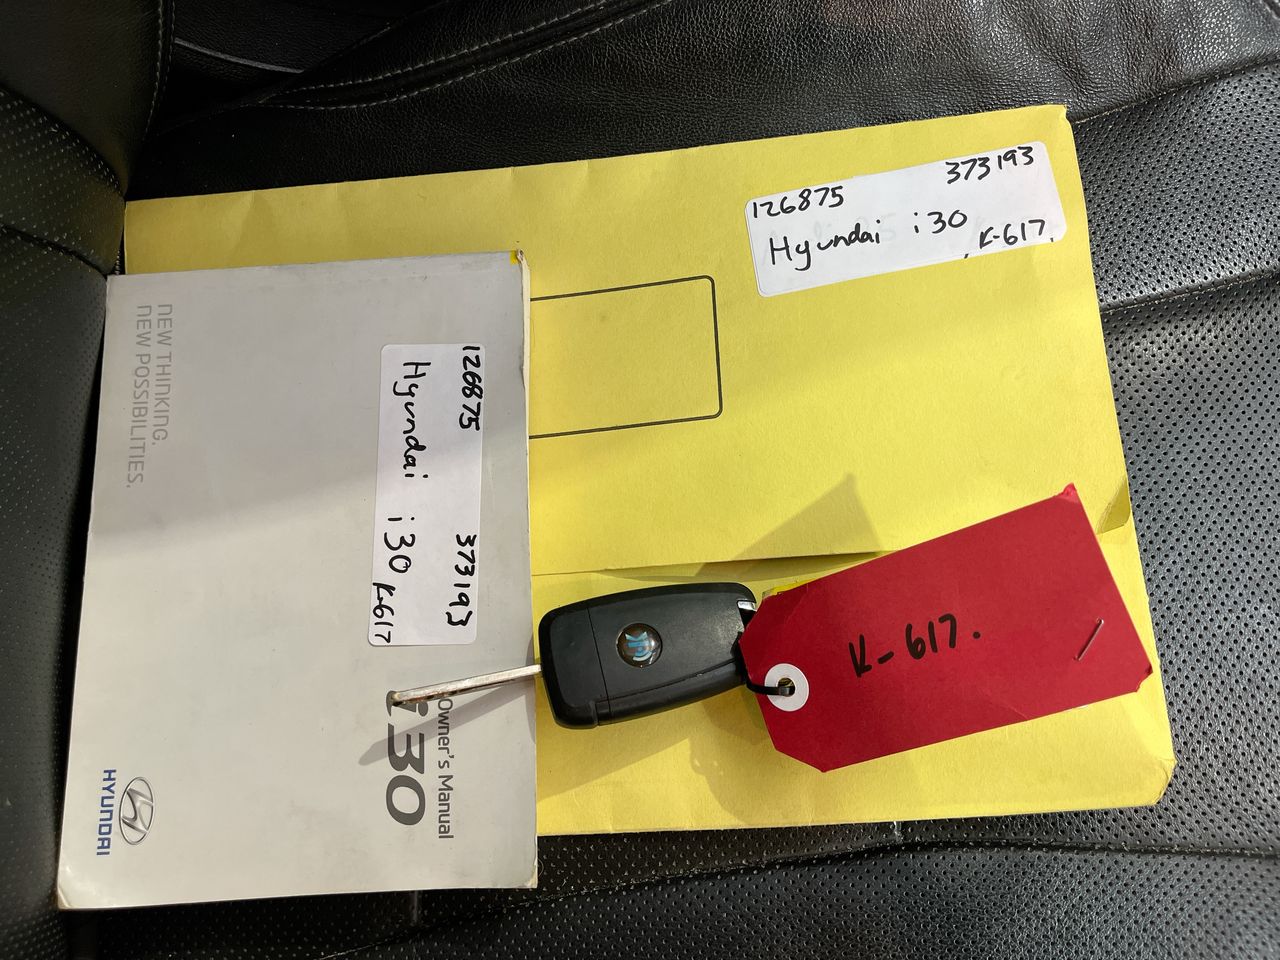 126875 373193
Hyundai i30
K-617.
NEW THINKING.
NEW POSSIBILITIES.
126875 373193
Hyundai i30
K-617
Owner's Manual
i30
HYUNDAI
K-617.